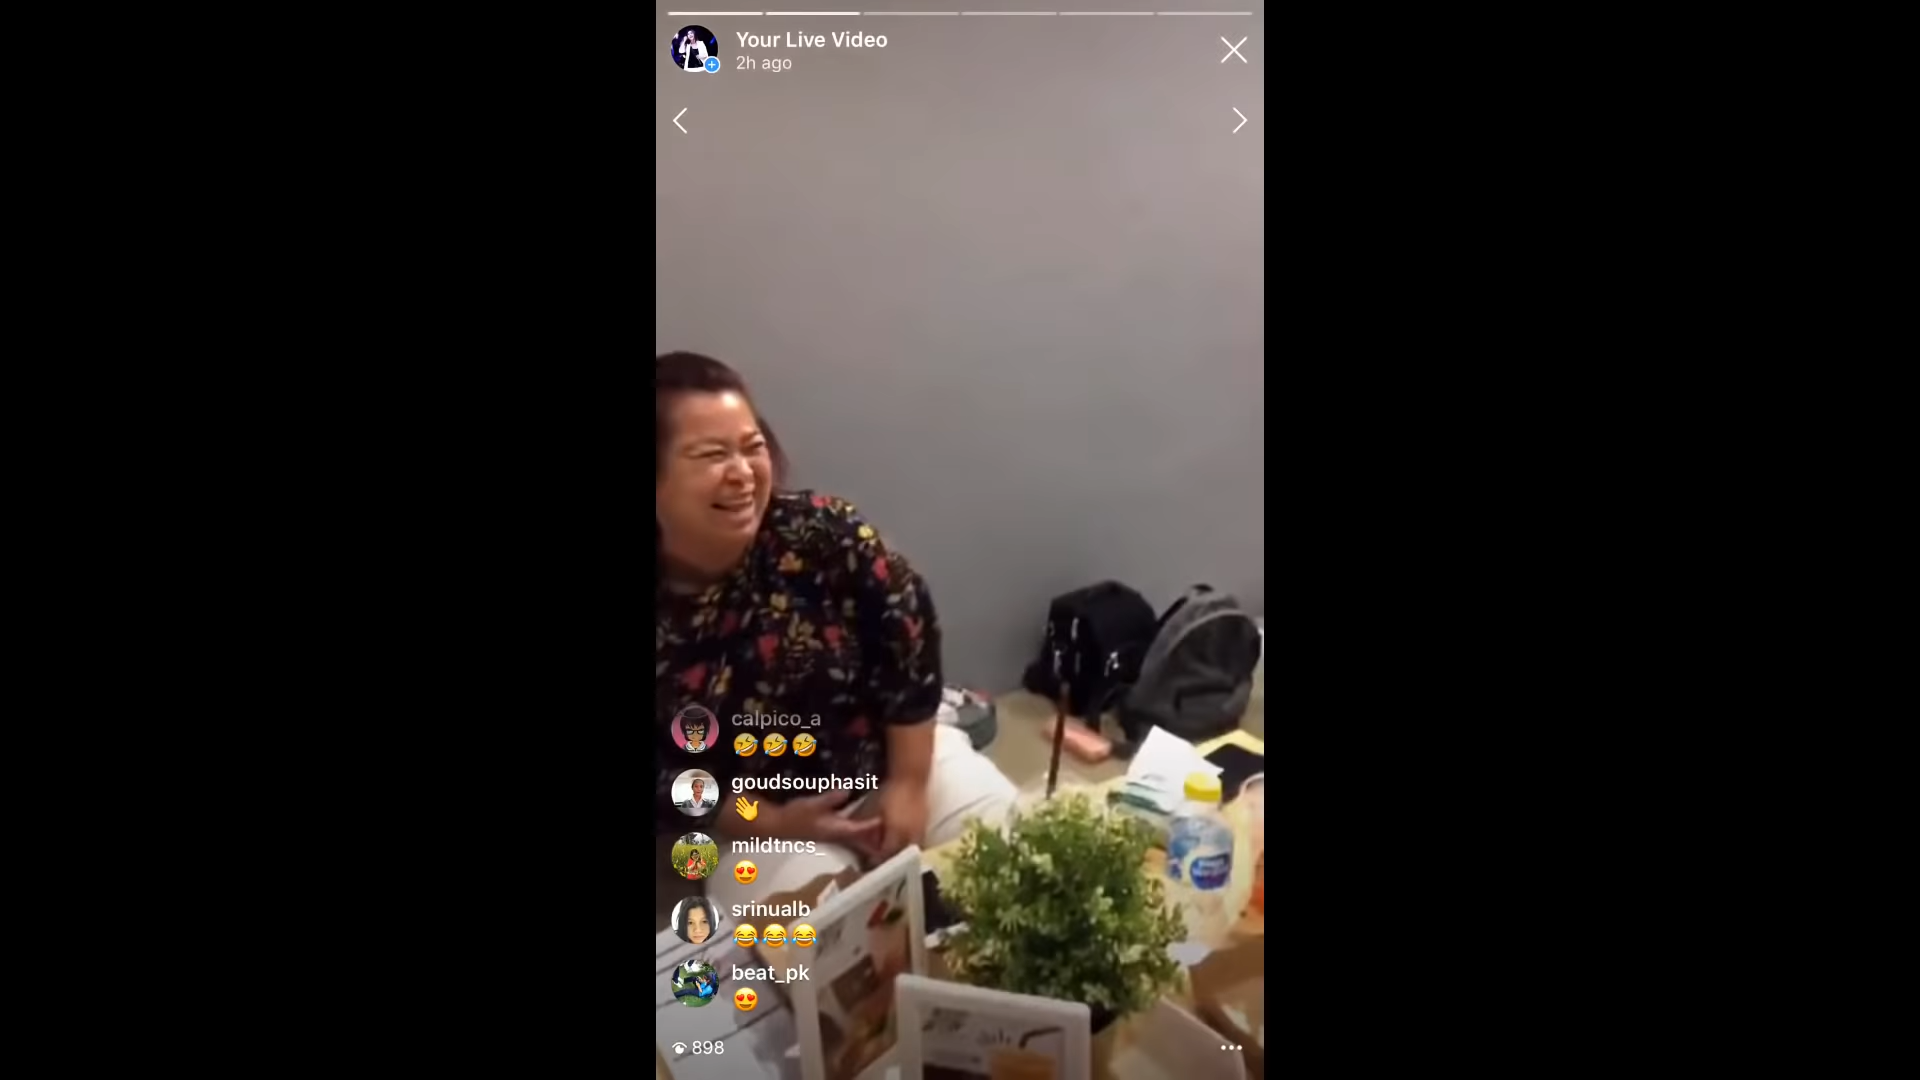 Your Live Video
2h ago
calpico_a
🤣🤣🤣
goudsouphasit
👋
mildtncs_
😍
srinualb
😂😂😂
beat_pk
😍
898